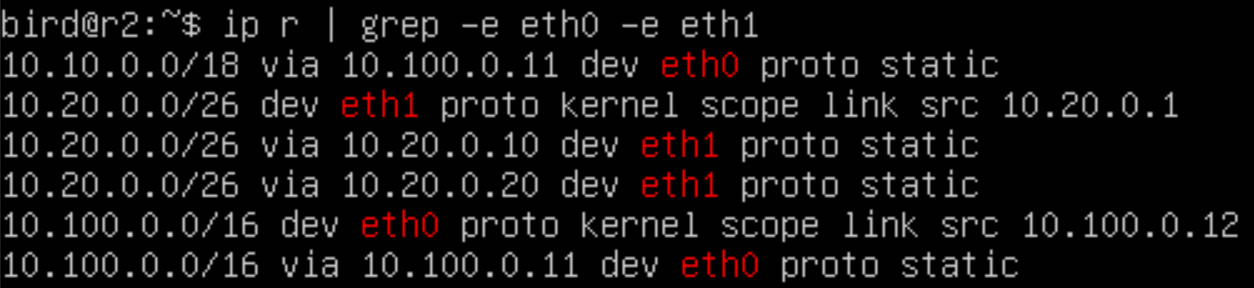 bird@r2:~$ ip r | grep -e eth0 -e eth1
10.10.0.0/18 via 10.100.0.11 dev eth0 proto static
10.20.0.0/26 dev eth1 proto kernel scope link src 10.20.0.1
10.20.0.0/26 via 10.20.0.10 dev eth1 proto static
10.20.0.0/26 via 10.20.0.20 dev eth1 proto static
10.100.0.0/16 dev eth0 proto kernel scope link src 10.100.0.12
10.100.0.0/16 via 10.100.0.11 dev eth0 proto static